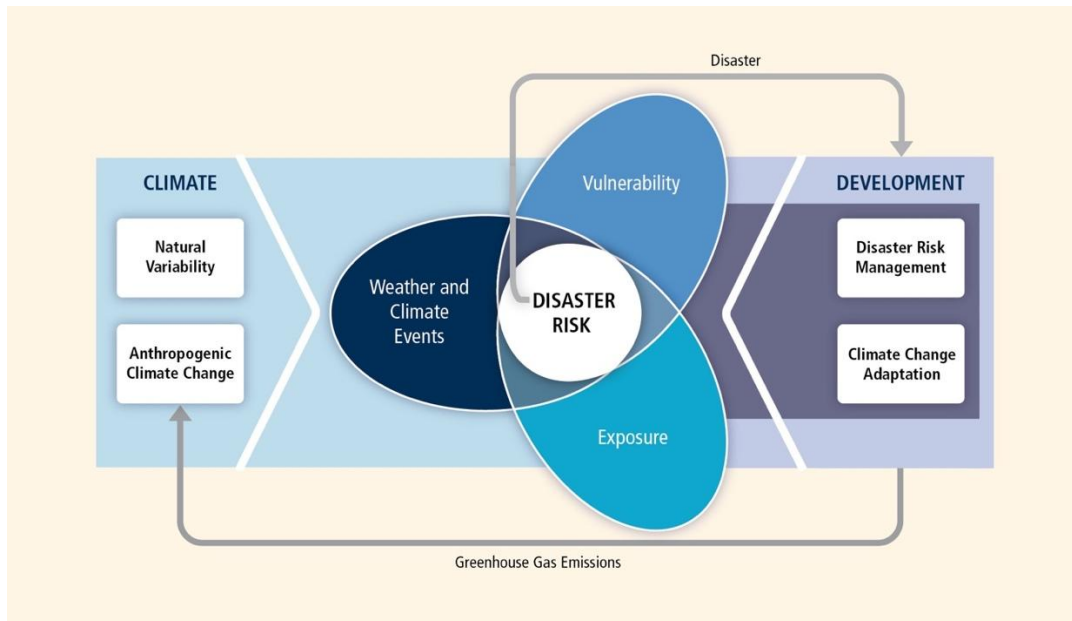 Disaster
CLIMATE
Natural
Variability
Anthropogenic
Climate Change
Weather and
Climate
Events
Vulnerability
DISASTER
RISK
Exposure
DEVELOPMENT
Disaster Risk
Management
Climate Change
Adaptation
Greenhouse Gas Emissions